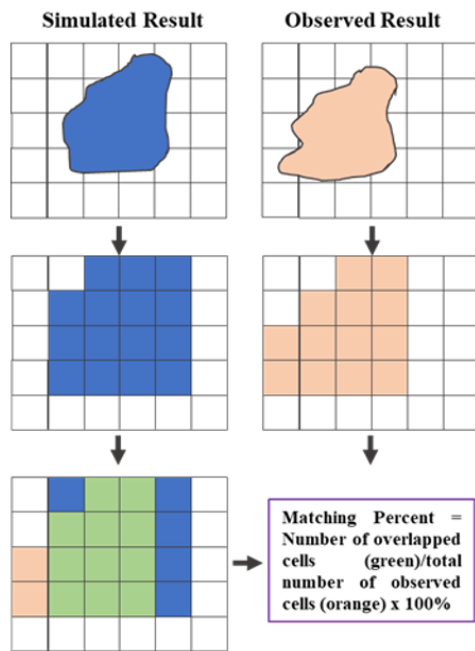 Simulated Result
Observed Result
Matching Percent =
Number of overlapped
cells (green)/total
number of observed
cells (orange) x 100%